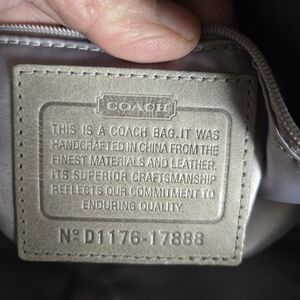 COACH
THIS IS A COACH BAG. IT WAS
HANDCRAFTED IN CHINA FROM THE
FINEST MATERIALS AND LEATHER.
ITS SUPERIOR CRAFTSMANSHIP
REFLECTS OUR COMMITMENT TO
ENDURING QUALITY.
Nº D1176-17888